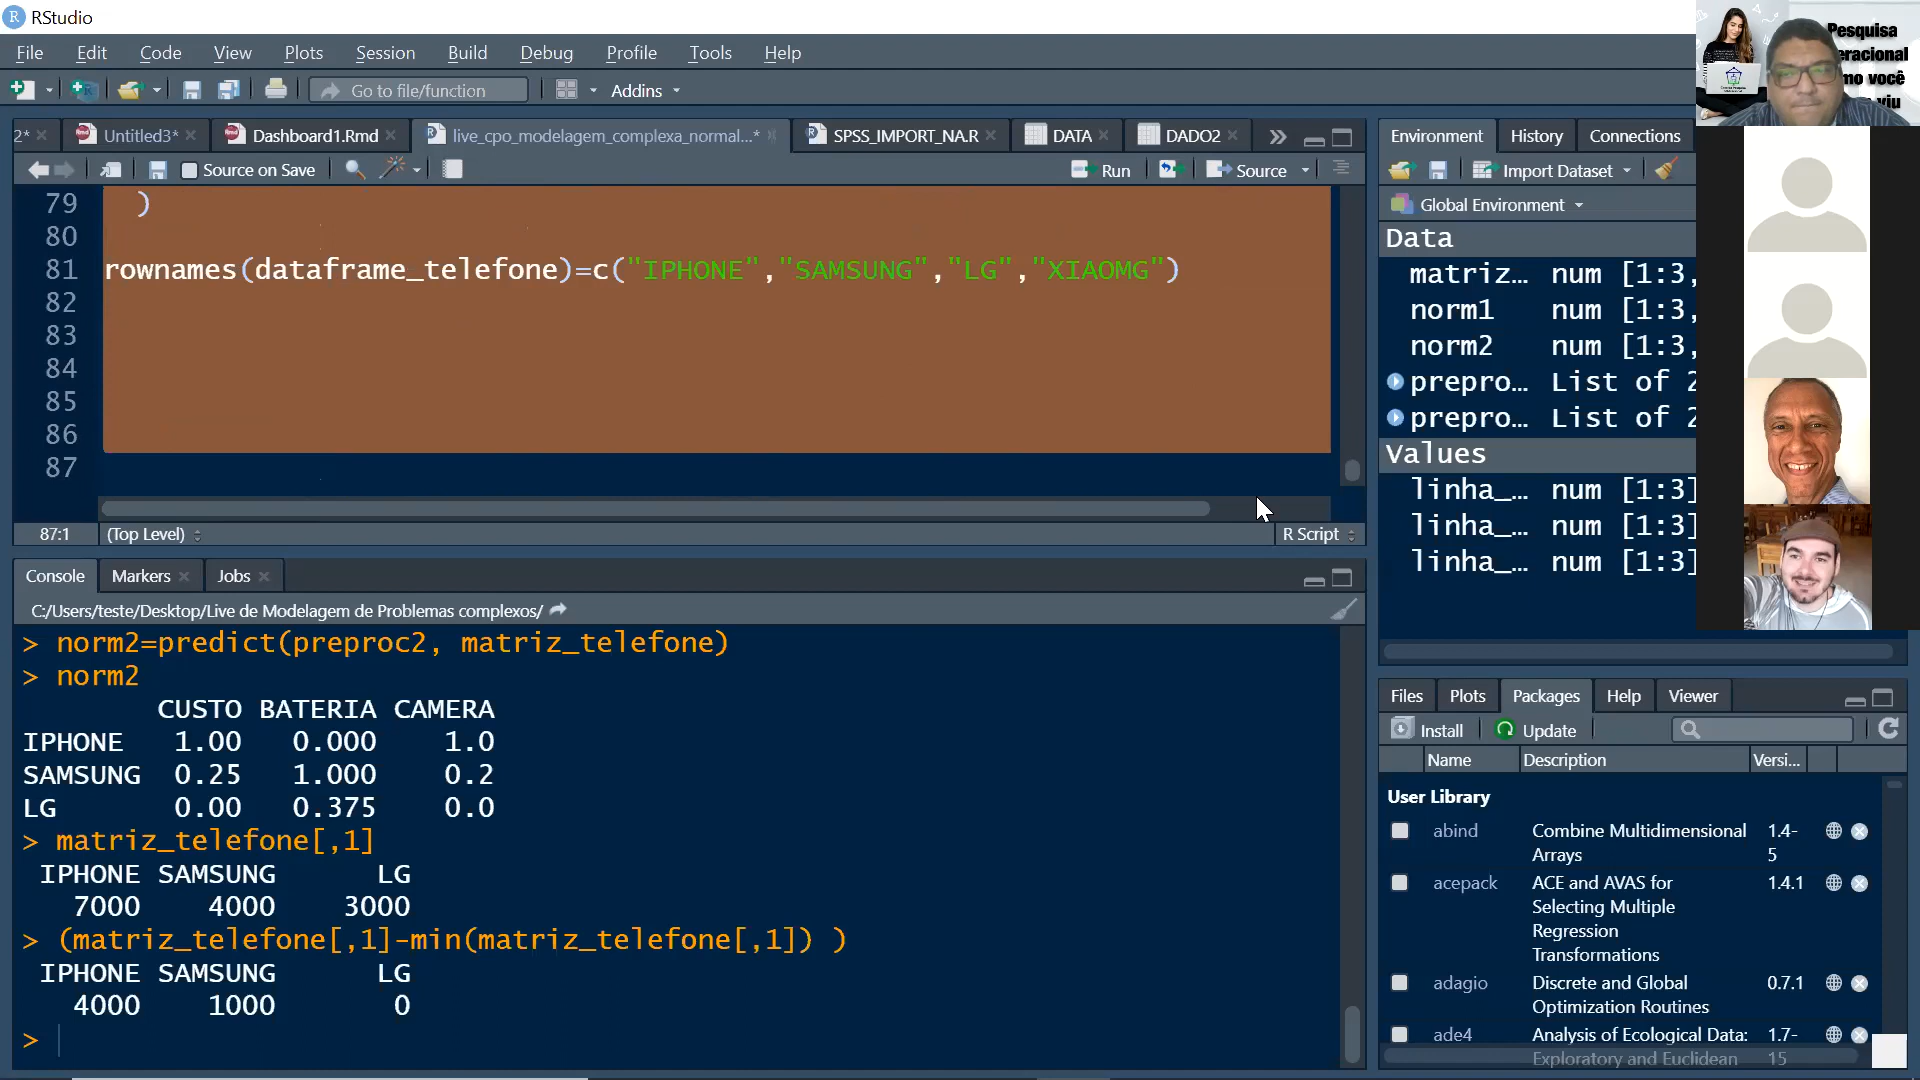 RStudio
File Edit Code View Plots Session Build Debug Profile Tools Help
Go to file/function Addins
2* Untitled3* Dashboard1.Rmd live_cpo_modelagem_complexa_normal...* SPSS_IMPORT_NA.R DATA DADO2
Source on Save Run Source
79 )
80
81 rownames(dataframe_telefone)=c("IPHONE","SAMSUNG","LG","XIAOMG")
82
83
84
85
86
87
87:1 (Top Level) R Script
Console Markers Jobs
C:/Users/teste/Desktop/Live de Modelagem de Problemas complexos/
> norm2=predict(preproc2, matriz_telefone)
> norm2
CUSTO BATERIA CAMERA
IPHONE 1.00 0.000 1.0
SAMSUNG 0.25 1.000 0.2
LG 0.00 0.375 0.0
> matriz_telefone[,1]
IPHONE SAMSUNG LG
7000 4000 3000
> (matriz_telefone[,1]-min(matriz_telefone[,1]) )
IPHONE SAMSUNG LG
4000 1000 0
>
Environment History Connections
Import Dataset
Global Environment
Data
matriz... num [1:3,
norm1 num [1:3,
norm2 num [1:3,
prepro... List of 2
prepro... List of 2
Values
linha_... num [1:3]
linha_... num [1:3]
linha_... num [1:3]
Files Plots Packages Help Viewer
Install Update
Name Description Versi...
User Library
abind Combine Multidimensional 1.4-
Arrays 5
acepack ACE and AVAS for 1.4.1
Selecting Multiple
Regression
Transformations
adagio Discrete and Global 0.7.1
Optimization Routines
ade4 Analysis of Ecological Data: 1.7-
Exploratory and Euclidean 15
Pesquisa
eracional
mo você
viu